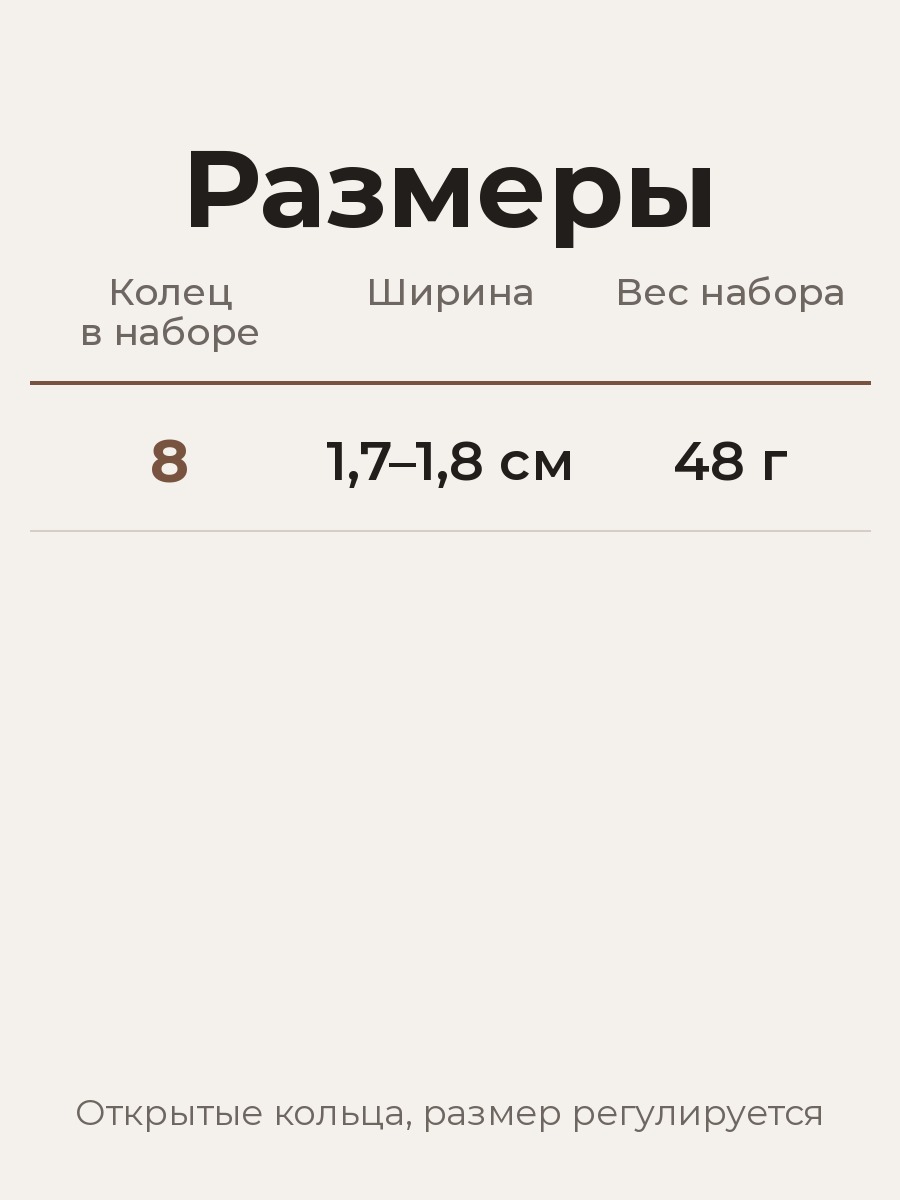 Размеры
Колец
в наборе
Ширина
Вес набора
8
1,7–1,8 см
48 г
Открытые кольца, размер регулируется